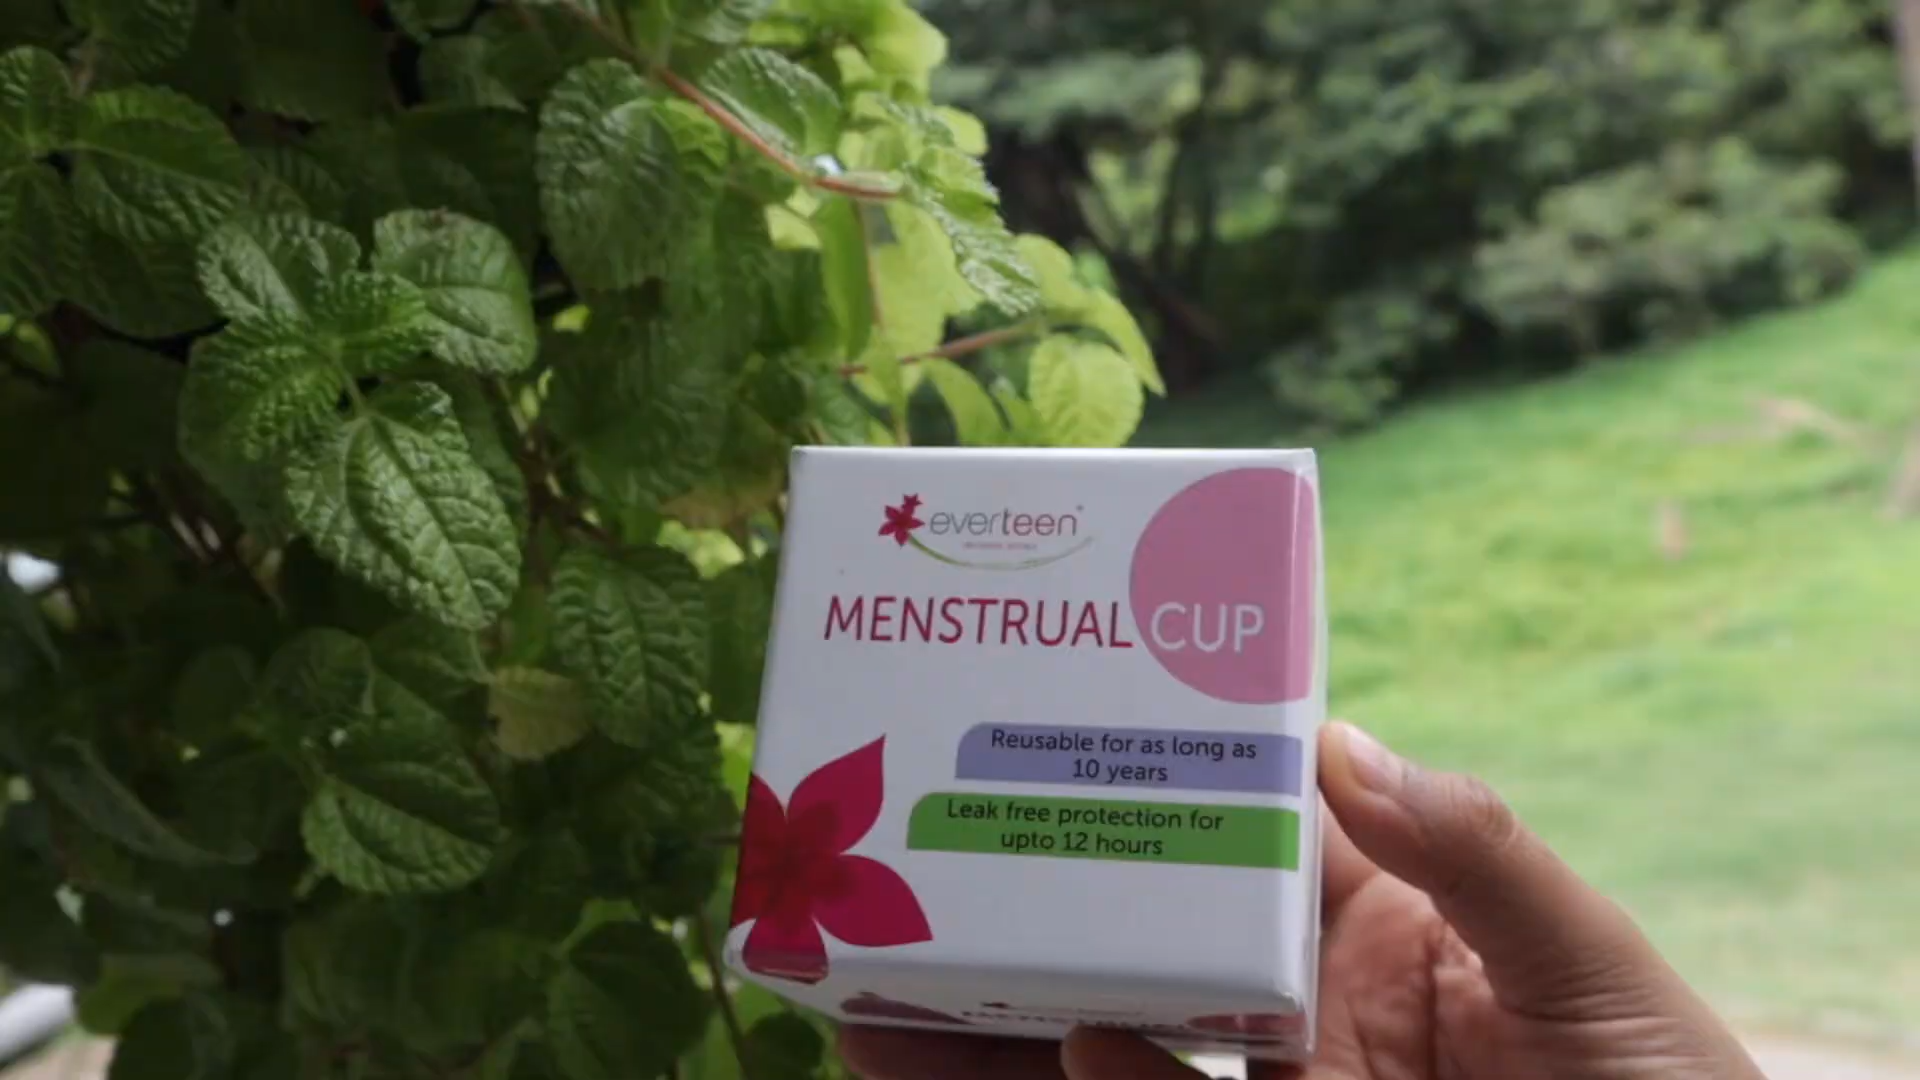 everteen
MENSTRUAL CUP
Reusable for as long as
10 years
Leak free protection for
upto 12 hours